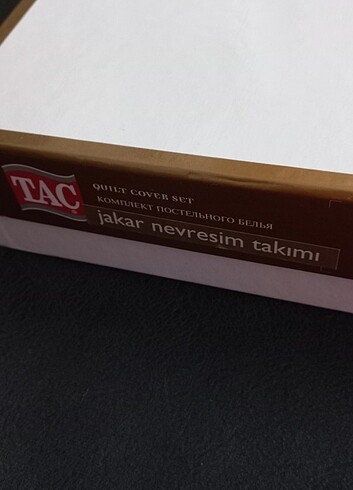 TAC
QUILT COVER SET
КОМПЛЕКТ ПОСТЕЛЬНОГО БЕЛЬЯ
jakar nevresim takımı